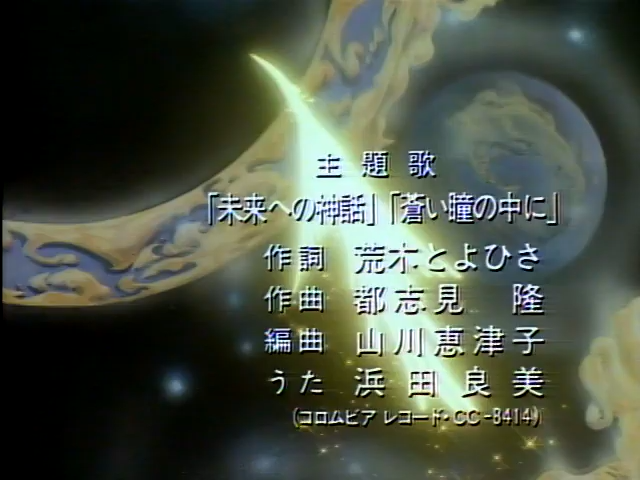 主題歌
「未来への神話」「蒼い瞳の中に」
作詞 荒木とよひさ
作曲 都志見 隆
編曲 山川恵津子
うた 浜田良美
(コロムビア レコード・CC-8414)